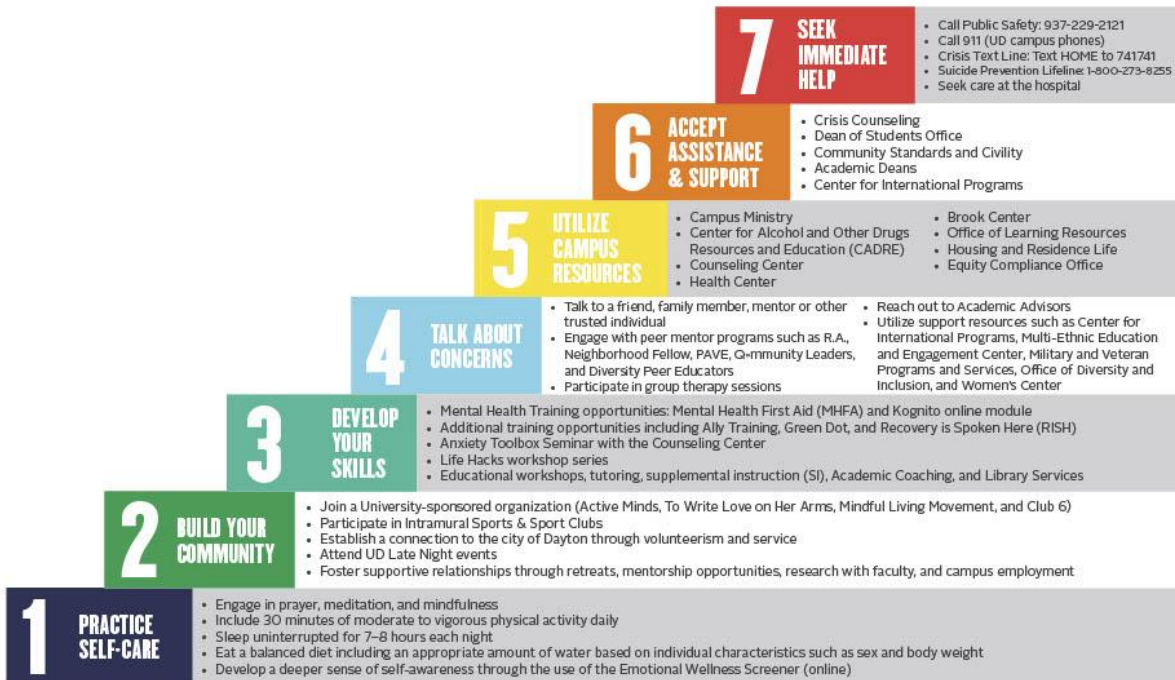 7
SEEK
IMMEDIATE
HELP
• Call Public Safety: 937-229-2121
• Call 911 (UD campus phones)
• Crisis Text Line: Text HOME to 741741
• Suicide Prevention Lifeline: 1-800-273-8255
• Seek care at the hospital
6
ACCEPT
ASSISTANCE
& SUPPORT
• Crisis Counseling
• Dean of Students Office
• Community Standards and Civility
• Academic Deans
• Center for International Programs
5
UTILIZE
CAMPUS
RESOURCES
• Campus Ministry
• Center for Alcohol and Other Drugs
Resources and Education (CADRE)
• Counseling Center
• Health Center
• Brook Center
• Office of Learning Resources
• Housing and Residence Life
• Equity Compliance Office
4
TALK ABOUT
CONCERNS
• Talk to a friend, family member, mentor or other
trusted individual
• Engage with peer mentor programs such as R.A.,
Neighborhood Fellow, PAVE, Q-mmunity Leaders,
and Diversity Peer Educators
• Participate in group therapy sessions
• Reach out to Academic Advisors
• Utilize support resources such as Center for
International Programs, Multi-Ethnic Education
and Engagement Center, Military and Veteran
Programs and Services, Office of Diversity and
Inclusion, and Women's Center
3
DEVELOP
YOUR
SKILLS
• Mental Health Training opportunities: Mental Health First Aid (MHFA) and Kognito online module
• Additional training opportunities including Ally Training, Green Dot, and Recovery is Spoken Here (RISH)
• Anxiety Toolbox Seminar with the Counseling Center
• Life Hacks workshop series
• Educational workshops, tutoring, supplemental instruction (SI), Academic Coaching, and Library Services
2
BUILD YOUR
COMMUNITY
• Join a University-sponsored organization (Active Minds, To Write Love on Her Arms, Mindful Living Movement, and Club 6)
• Participate in Intramural Sports & Sport Clubs
• Establish a connection to the city of Dayton through volunteerism and service
• Attend UD Late Night events
• Foster supportive relationships through retreats, mentorship opportunities, research with faculty, and campus employment
1
PRACTICE
SELF-CARE
• Engage in prayer, meditation, and mindfulness
• Include 30 minutes of moderate to vigorous physical activity daily
• Sleep uninterrupted for 7–8 hours each night
• Eat a balanced diet including an appropriate amount of water based on individual characteristics such as sex and body weight
• Develop a deeper sense of self-awareness through the use of the Emotional Wellness Screener (online)